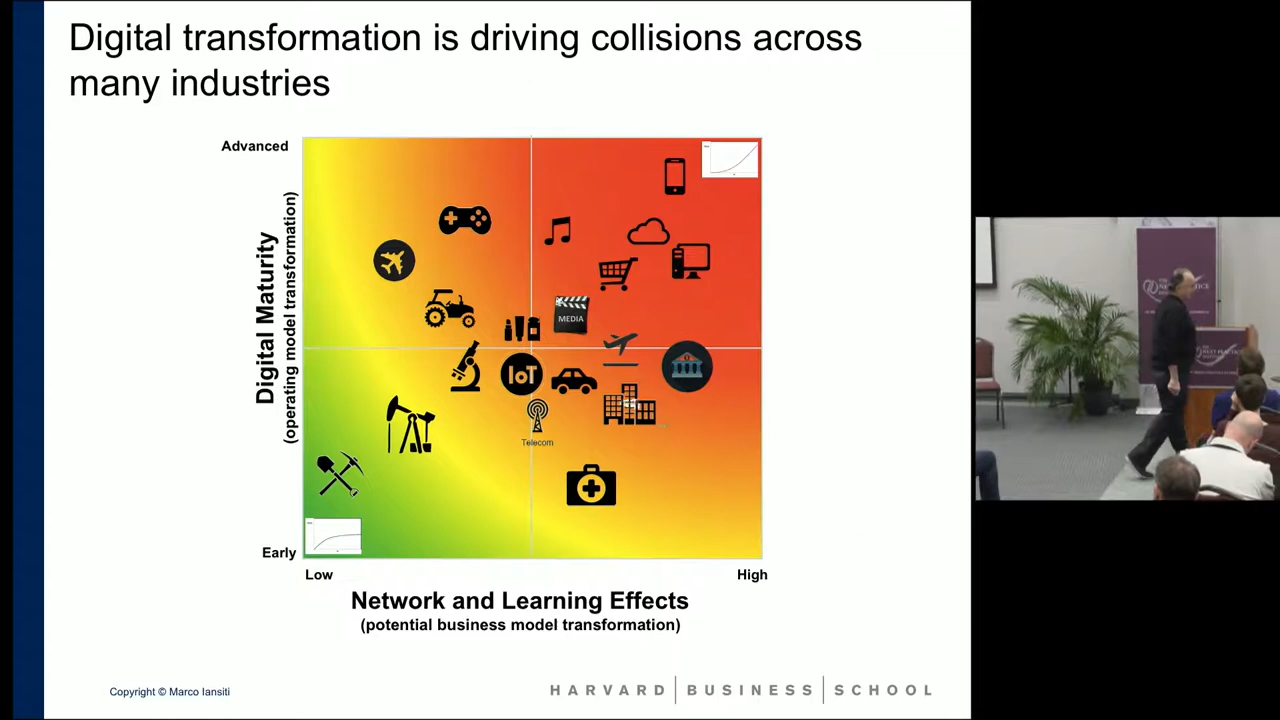 Digital transformation is driving collisions across
many industries
Advanced
Digital Maturity
(operating model transformation)
MEDIA
IoT
Telecom
Early
Low
High
Network and Learning Effects
(potential business model transformation)
Copyright © Marco Iansiti
HARVARD BUSINESS SCHOOL